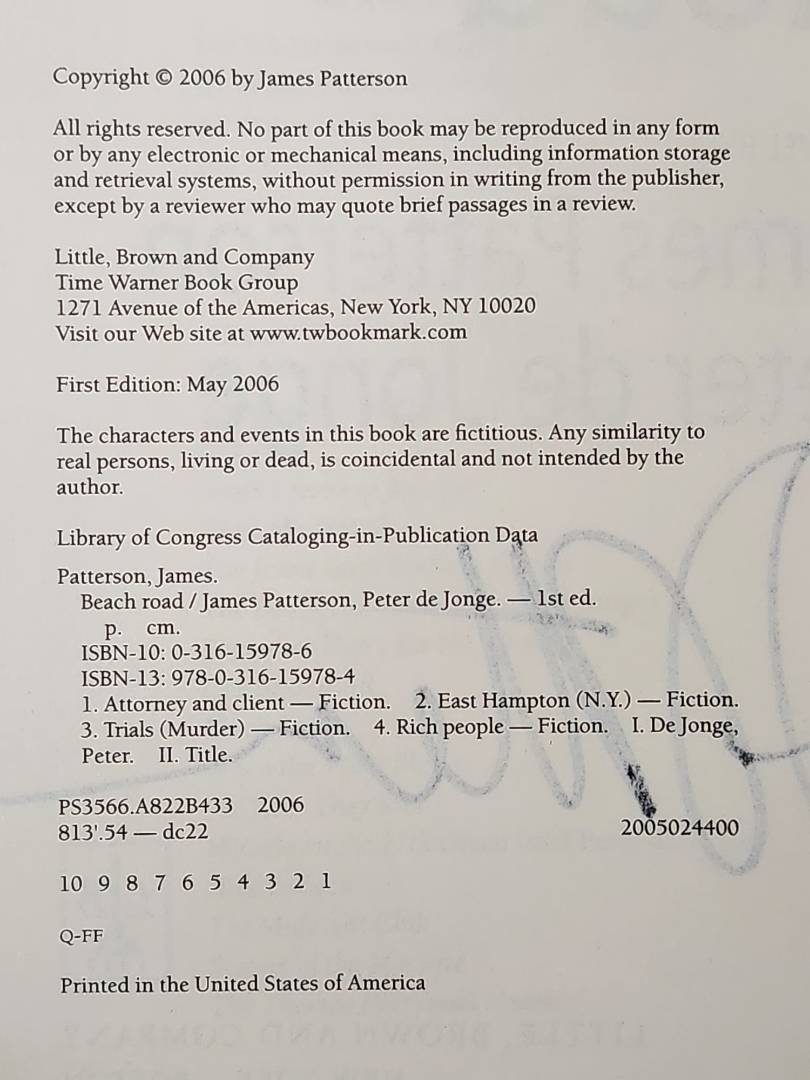 Copyright © 2006 by James Patterson
All rights reserved. No part of this book may be reproduced in any form
or by any electronic or mechanical means, including information storage
and retrieval systems, without permission in writing from the publisher,
except by a reviewer who may quote brief passages in a review.
Little, Brown and Company
Time Warner Book Group
1271 Avenue of the Americas, New York, NY 10020
Visit our Web site at www.twbookmark.com
First Edition: May 2006
The characters and events in this book are fictitious. Any similarity to
real persons, living or dead, is coincidental and not intended by the
author.
Library of Congress Cataloging-in-Publication Data
Patterson, James.
Beach road / James Patterson, Peter de Jonge. — 1st ed.
p. cm.
ISBN-10: 0-316-15978-6
ISBN-13: 978-0-316-15978-4
1. Attorney and client — Fiction. 2. East Hampton (N.Y.) — Fiction.
3. Trials (Murder) — Fiction. 4. Rich people — Fiction. I. De Jonge,
Peter. II. Title.
PS3566.A822B433 2006
813'.54 — dc22
2005024400
10 9 8 7 6 5 4 3 2 1
Q-FF
Printed in the United States of America